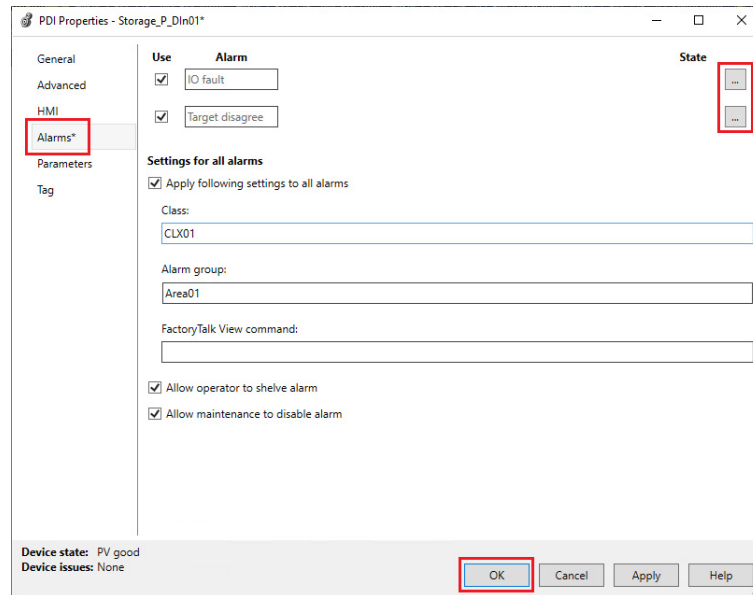 PDI Properties - Storage_P_DIn01*
General
Advanced
HMI
Alarms*
Parameters
Tag
Use Alarm State
IO fault ...
Target disagree ...
Settings for all alarms
Apply following settings to all alarms
Class:
CLX01
Alarm group:
Area01
FactoryTalk View command:
Allow operator to shelve alarm
Allow maintenance to disable alarm
Device state: PV good
Device issues: None
OK Cancel Apply Help